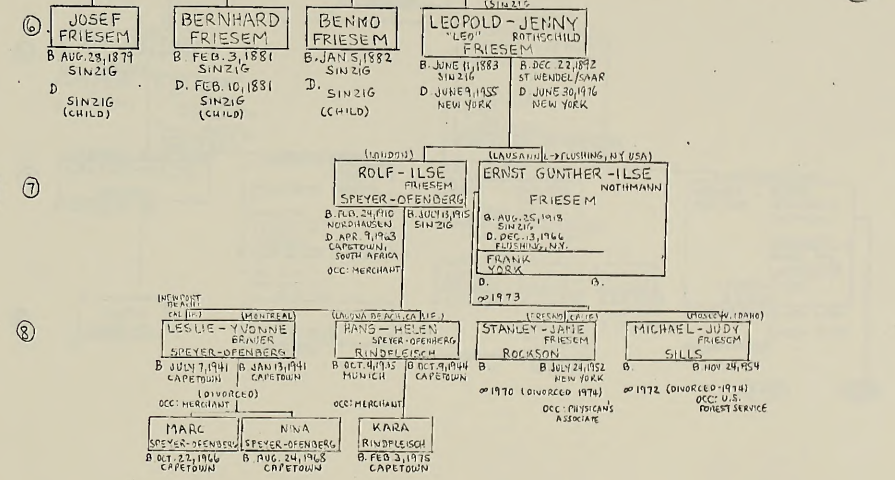 (SINZIG
6
JOSEF
FRIESEM
B AUG. 28, 1879
SINZIG
D
SINZIG
(CHILD)
BERNHARD
FRIESEM
B. FEB. 3, 1881
SINZIG
D. FEB. 10, 1881
SINZIG
(CHILD)
BENNO
FRIESEM
B. JAN 5, 1882
SINZIG
D.
SINZIG
(CHILD)
LEOPOLD - JENNY
"LEO" ROTHSCHILD
FRIESEM
B. JUNE 11, 1883
SINZIG
D JUNE 9, 1955
NEW YORK
B. DEC. 22, 1892
ST WENDEL/SAAR
D JUNE 30, 1976
NEW YORK
7
(LONDON)
ROLF - ILSE
FRIESEM
SPEYER-OFENBERG
B. FEB. 24, 1910
NORDHAUSEN
D. APR. 9, 1963
CAPETOWN,
SOUTH AFRICA
OCC: MERCHANT
B. JULY 13, 1915
SINZIG
(LAUSANNE→FLUSHING, NY USA)
ERNST GUNTHER - ILSE
NOTHMANN
FRIESEM
B. AUG. 25, 1918
SINZIG
D. DEC. 13, 1966
FLUSHING, N.Y.
FRANK
YORK
B.
B.
∞ 1973
8
(NEWPORT
BEACH
CAL IF.) (MONTREAL)
LESLIE - YVONNE
SPEYER-OFENBERG
B JULY 7, 1941
CAPETOWN
B JAN 13, 1941
CAPETOWN
(DIVORCED)
OCC: MERCHANT
(LAGUNA BEACH, CALIF.)
HANS - HELEN
SPEYER-OFENBERG
RINDFLEISCH
B OCT. 4, 1935
MUNICH
B OCT. 9, 1944
CAPETOWN
OCC: MERCHANT
(FRESNO, CALIF)
STANLEY - JANE
FRIESEM
ROCKSON
B.
B JULY 24, 1952
NEW YORK
∞ 1970 (DIVORCED 1974)
OCC: PHYSICAN'S
ASSOCIATE
IDAHO)
MICHAEL - JUDY
FRIESEM
SILLS
B.
B. NOV 24, 1954
∞ 1972 (DIVORCED-1974)
OCC: U.S.
FOREST SERVICE
MARC
SPEYER-OFENBERG
B OCT. 22, 1966
CAPETOWN
NINA
SPEYER-OFENBERG
B. AUG. 24, 1968
CAPETOWN
KARA
RINDFLEISCH
B. FEB 3, 1975
CAPETOWN